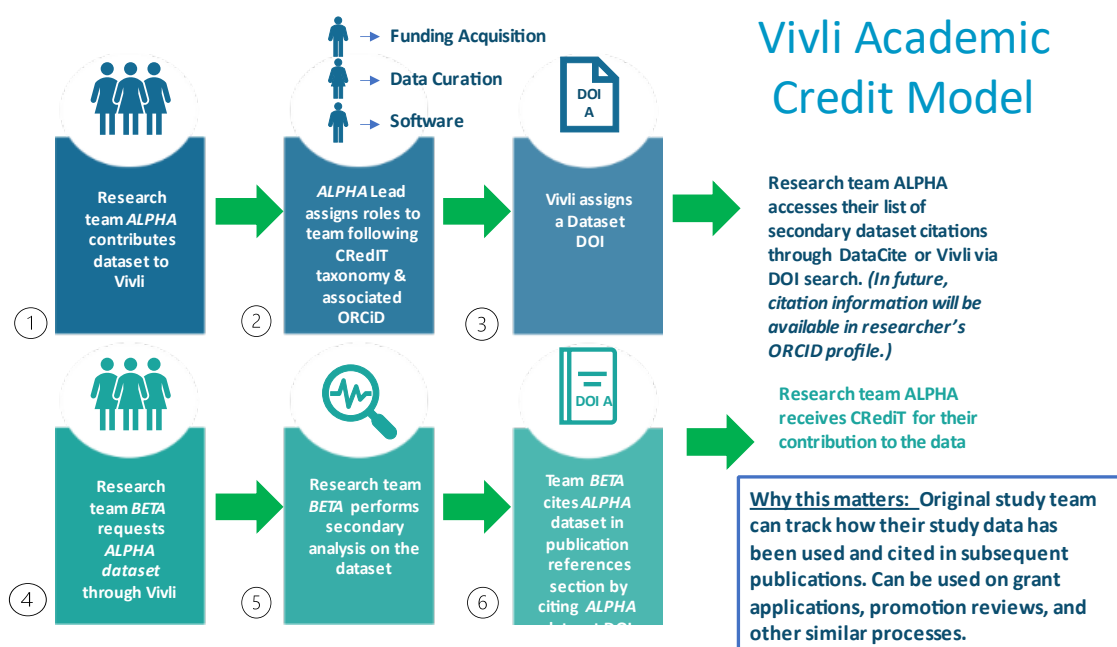 Vivli Academic
Credit Model
Funding Acquisition
Data Curation
Software
DOI
A
1
Research
team ALPHA
contributes
dataset to
Vivli
2
ALPHA Lead
assigns roles to
team following
CRedIT
taxonomy &
associated
ORCiD
3
Vivli assigns
a Dataset
DOI
Research team ALPHA
accesses their list of
secondary dataset citations
through DataCite or Vivli via
DOI search. (In future,
citation information will be
available in researcher's
ORCID profile.)
4
Research
team BETA
requests
ALPHA
dataset
through Vivli
5
Research team
BETA performs
secondary
analysis on the
dataset
DOI A
6
Team BETA
cites ALPHA
dataset in
publication
references
section by
citing ALPHA
Research team ALPHA
receives CRediT for their
contribution to the data
Why this matters: Original study team
can track how their study data has
been used and cited in subsequent
publications. Can be used on grant
applications, promotion reviews, and
other similar processes.